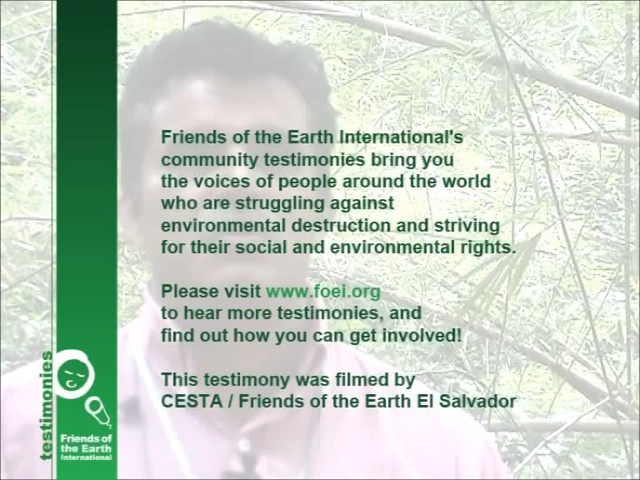 Friends of the Earth International's
community testimonies bring you
the voices of people around the world
who are struggling against
environmental destruction and striving
for their social and environmental rights.
Please visit www.foei.org
to hear more testimonies, and
find out how you can get involved!
This testimony was filmed by
CESTA / Friends of the Earth El Salvador
testimonies
Friends of
the Earth
International